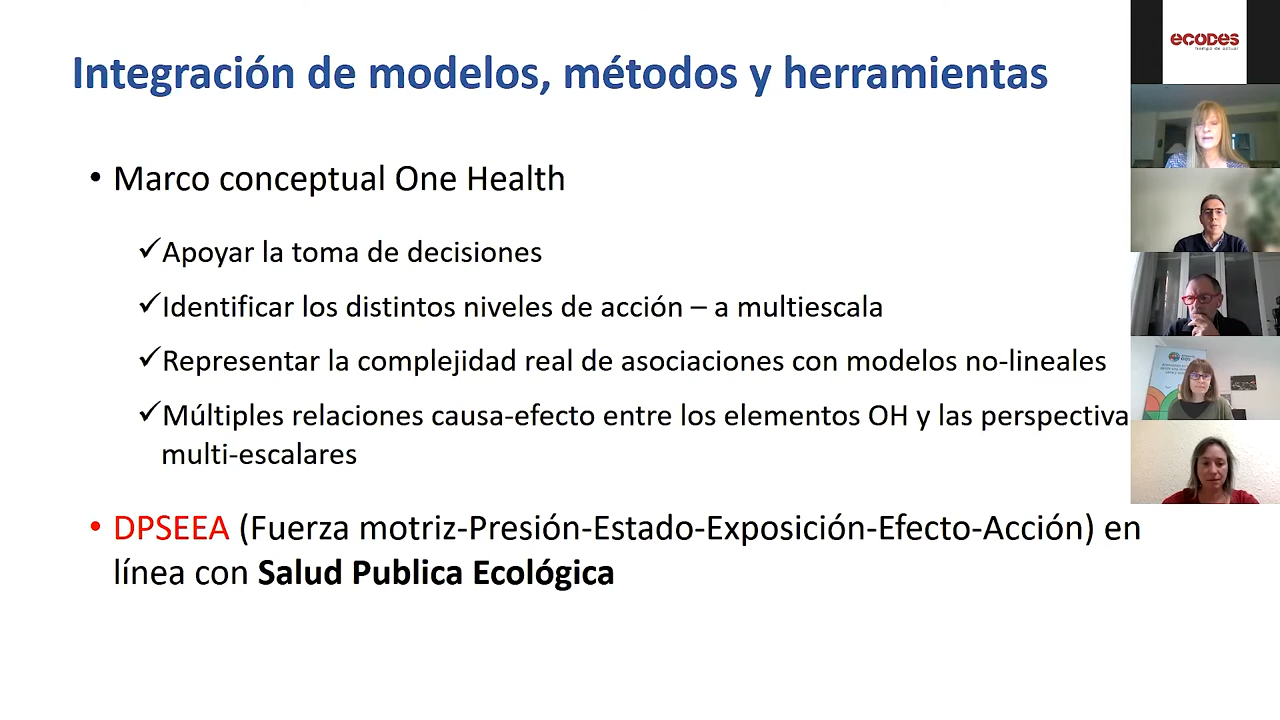 Integración de modelos, métodos y herramientas
• Marco conceptual One Health
✓Apoyar la toma de decisiones
✓Identificar los distintos niveles de acción – a multiescala
✓Representar la complejidad real de asociaciones con modelos no-lineales
✓Múltiples relaciones causa-efecto entre los elementos OH y las perspectiva
multi-escalares
• DPSEEA (Fuerza motriz-Presión-Estado-Exposición-Efecto-Acción) en
línea con Salud Publica Ecológica
ecodes
tiempo de actuar